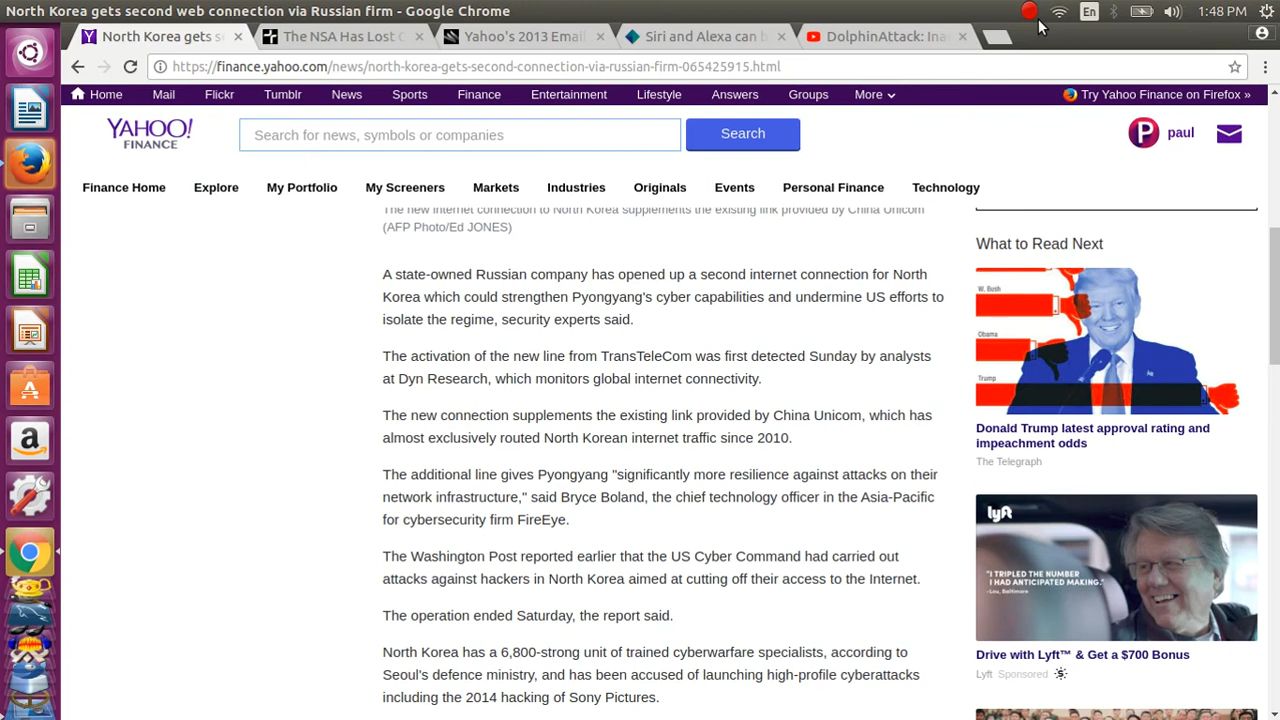 North Korea gets second web connection via Russian firm - Google Chrome
En
1:48 PM
North Korea gets s
The NSA Has Lost C
Yahoo's 2013 Email
Siri and Alexa can b
DolphinAttack: Ina
https://finance.yahoo.com/news/north-korea-gets-second-connection-via-russian-firm-065425915.html
Home Mail Flickr Tumblr News Sports Finance Entertainment Lifestyle Answers Groups More
Try Yahoo Finance on Firefox »
YAHOO!
FINANCE
Search for news, symbols or companies
Search
P
paul
Finance Home Explore My Portfolio My Screeners Markets Industries Originals Events Personal Finance Technology
The new internet connection to North Korea supplements the existing link provided by China Unicom
(AFP Photo/Ed JONES)
A state-owned Russian company has opened up a second internet connection for North
Korea which could strengthen Pyongyang's cyber capabilities and undermine US efforts to
isolate the regime, security experts said.
The activation of the new line from TransTeleCom was first detected Sunday by analysts
at Dyn Research, which monitors global internet connectivity.
The new connection supplements the existing link provided by China Unicom, which has
almost exclusively routed North Korean internet traffic since 2010.
The additional line gives Pyongyang "significantly more resilience against attacks on their
network infrastructure," said Bryce Boland, the chief technology officer in the Asia-Pacific
for cybersecurity firm FireEye.
The Washington Post reported earlier that the US Cyber Command had carried out
attacks against hackers in North Korea aimed at cutting off their access to the Internet.
The operation ended Saturday, the report said.
North Korea has a 6,800-strong unit of trained cyberwarfare specialists, according to
Seoul's defence ministry, and has been accused of launching high-profile cyberattacks
including the 2014 hacking of Sony Pictures.
What to Read Next
W. Bush
Obama
Trump
Donald Trump latest approval rating and
impeachment odds
The Telegraph
lyft
"I TRIPLED THE NUMBER
I HAD ANTICIPATED MAKING."
- Lou, Baltimore
Drive with Lyft™ & Get a $700 Bonus
Lyft Sponsored